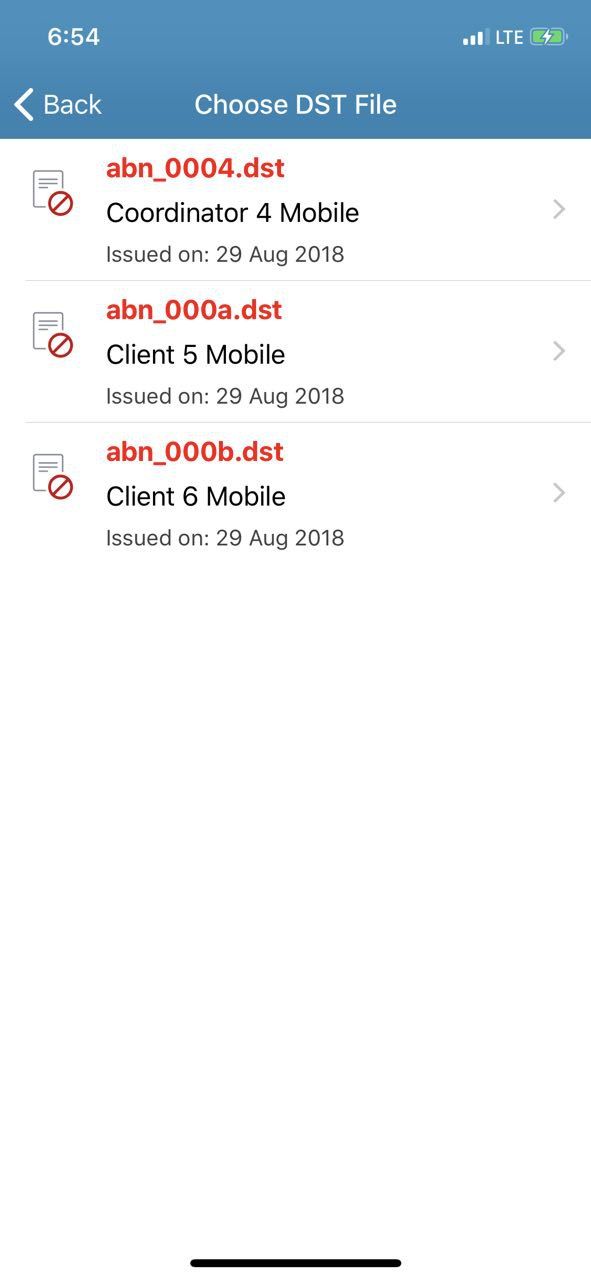 6:54
LTE
Back
Choose DST File
abn_0004.dst
Coordinator 4 Mobile
Issued on: 29 Aug 2018
abn_000a.dst
Client 5 Mobile
Issued on: 29 Aug 2018
abn_000b.dst
Client 6 Mobile
Issued on: 29 Aug 2018